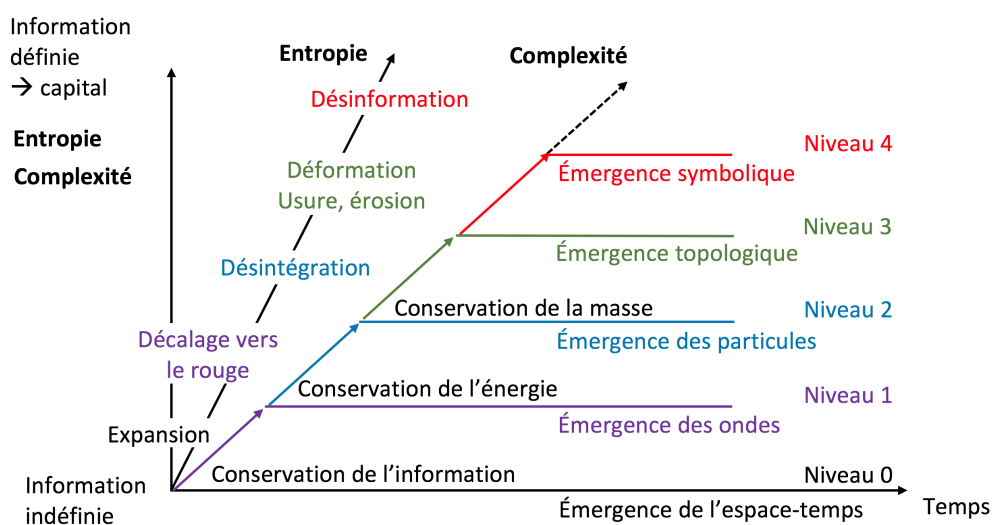 Information
définie
→ capital
Entropie
Complexité
Entropie
Complexité
Désinformation
Niveau 4
Émergence symbolique
Déformation
Usure, érosion
Niveau 3
Émergence topologique
Désintégration
Conservation de la masse
Niveau 2
Émergence des particules
Décalage vers
le rouge
Conservation de l’énergie
Niveau 1
Émergence des ondes
Expansion
Conservation de l’information
Niveau 0
Information
indéfinie
Émergence de l’espace-temps
Temps